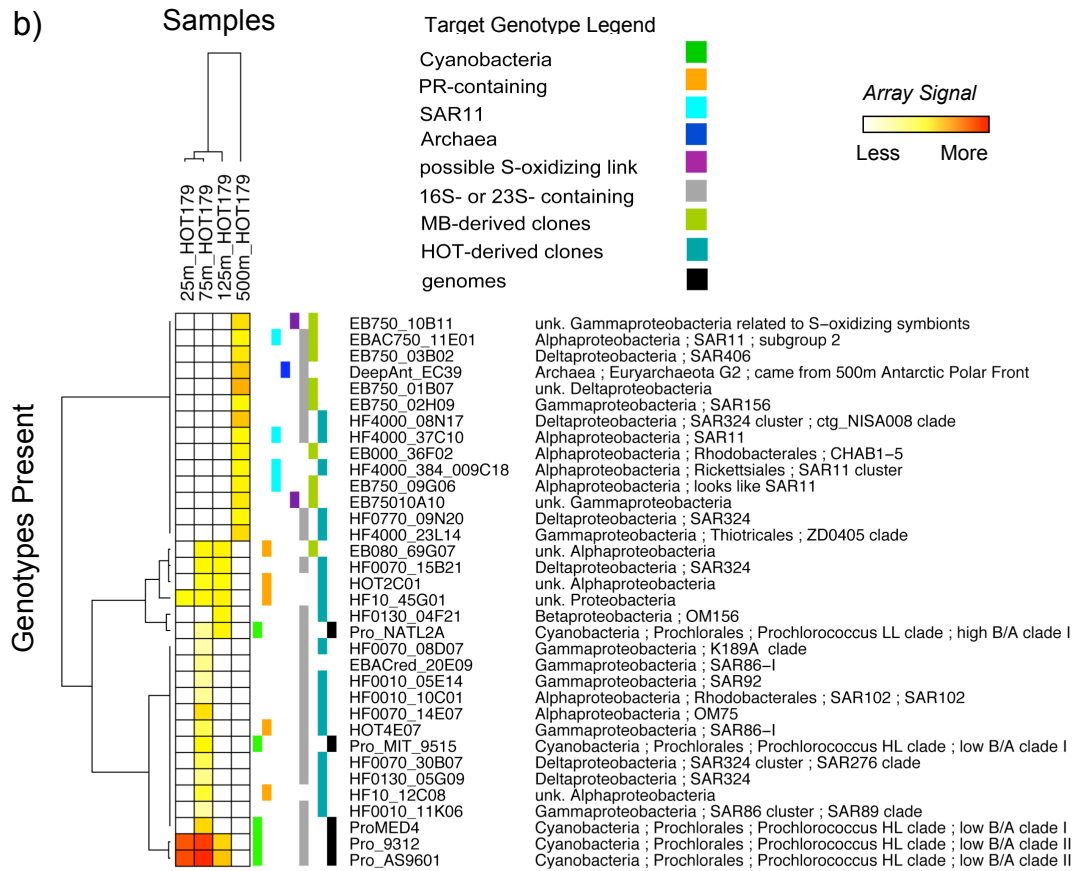 b)
Samples
Target Genotype Legend
Cyanobacteria
PR-containing
SAR11
Archaea
possible S-oxidizing link
16S- or 23S- containing
MB-derived clones
HOT-derived clones
genomes
Array Signal
Less More
25m_HOT179
75m_HOT179
125m_HOT179
500m_HOT179
Genotypes Present
EB750_10B11 unk. Gammaproteobacteria related to S−oxidizing symbionts
EBAC750_11E01 Alphaproteobacteria ; SAR11 ; subgroup 2
EB750_03B02 Deltaproteobacteria ; SAR406
DeepAnt_EC39 Archaea ; Euryarchaeota G2 ; came from 500m Antarctic Polar Front
EB750_01B07 unk. Deltaproteobacteria
EB750_02H09 Gammaproteobacteria ; SAR156
HF4000_08N17 Deltaproteobacteria ; SAR324 cluster ; ctg_NISA008 clade
HF4000_37C10 Alphaproteobacteria ; SAR11
EB000_36F02 Alphaproteobacteria ; Rhodobacterales ; CHAB1−5
HF4000_384_009C18 Alphaproteobacteria ; Rickettsiales ; SAR11 cluster
EB750_09G06 Alphaproteobacteria ; looks like SAR11
EB75010A10 unk. Gammaproteobacteria
HF0770_09N20 Deltaproteobacteria ; SAR324
HF4000_23L14 Gammaproteobacteria ; Thiotricales ; ZD0405 clade
EB080_69G07 unk. Alphaproteobacteria
HF0070_15B21 Deltaproteobacteria ; SAR324
HOT2C01 unk. Alphaproteobacteria
HF10_45G01 unk. Proteobacteria
HF0130_04F21 Betaproteobacteria ; OM156
Pro_NATL2A Cyanobacteria ; Prochlorales ; Prochlorococcus LL clade ; high B/A clade I
HF0070_08D07 Gammaproteobacteria ; K189A clade
EBACred_20E09 Gammaproteobacteria ; SAR86−I
HF0010_05E14 Gammaproteobacteria ; SAR92
HF0010_10C01 Alphaproteobacteria ; Rhodobacterales ; SAR102 ; SAR102
HF0070_14E07 Alphaproteobacteria ; OM75
HOT4E07 Gammaproteobacteria ; SAR86−I
Pro_MIT_9515 Cyanobacteria ; Prochlorales ; Prochlorococcus HL clade ; low B/A clade I
HF0070_30B07 Deltaproteobacteria ; SAR324 cluster ; SAR276 clade
HF0130_05G09 Deltaproteobacteria ; SAR324
HF10_12C08 unk. Alphaproteobacteria
HF0010_11K06 Gammaproteobacteria ; SAR86 cluster ; SAR89 clade
ProMED4 Cyanobacteria ; Prochlorales ; Prochlorococcus HL clade ; low B/A clade I
Pro_9312 Cyanobacteria ; Prochlorales ; Prochlorococcus HL clade ; low B/A clade II
Pro_AS9601 Cyanobacteria ; Prochlorales ; Prochlorococcus HL clade ; low B/A clade II